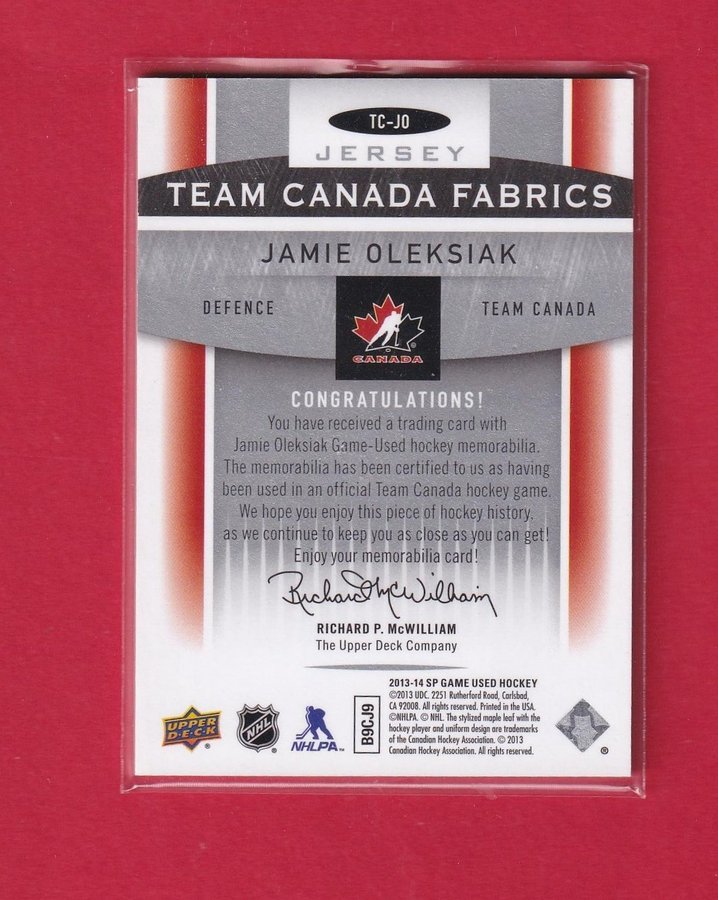 TC-JO
JERSEY
TEAM CANADA FABRICS
JAMIE OLEKSIAK
DEFENCE
TEAM CANADA
CANADA
CONGRATULATIONS!
You have received a trading card with
Jamie Oleksiak Game-Used hockey memorabilia.
The memorabilia has been certified to us as having
been used in an official Team Canada hockey game.
We hope you enjoy this piece of hockey history,
as we continue to keep you as close as you can get!
Enjoy your memorabilia card!
Richard McWilliam
RICHARD P. McWILLIAM
The Upper Deck Company
2013-14 SP GAME USED HOCKEY
©2013 UDC. 2251 Rutherford Road, Carlsbad,
CA 92008. All rights reserved. Printed in the USA.
©NHLPA. © NHL. The stylized maple leaf with the
hockey player and uniform design are trademarks
of the Canadian Hockey Association. © 2013
Canadian Hockey Association. All rights reserved.
UPPER
DECK
®
NHL
®
NHLPA
B9CJ9
®